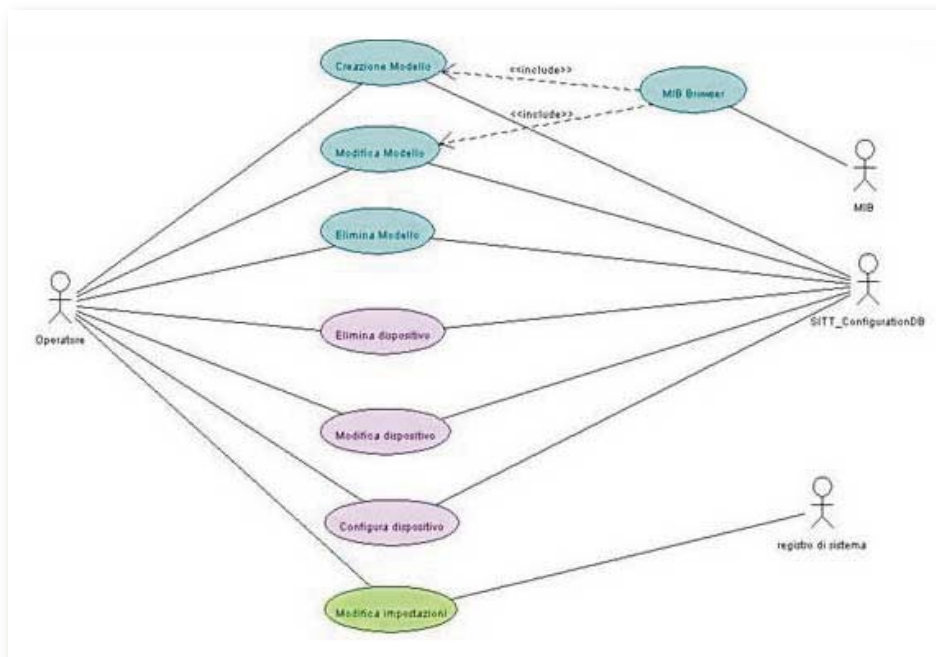 Creazione Modello
<<include>>
MIB Browser
<<include>>
Modifica Modello
MIB
Elimina Modello
SITT_ConfigurationDB
Elimina dispositivo
Operatore
Modifica dispositivo
Configura dispositivo
registro di sistema
Modifica impostazioni